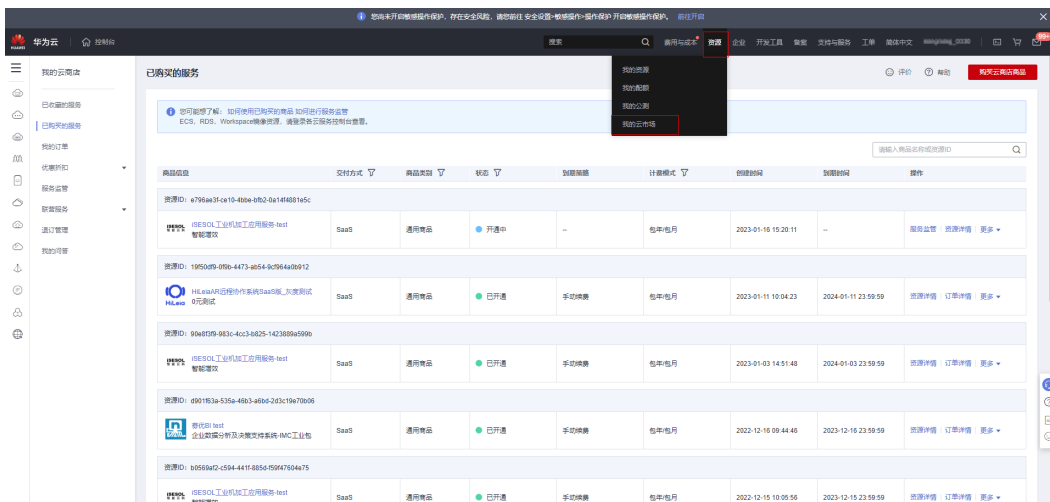 您尚未开启敏感操作保护，存在安全风险，请您前往 安全设置>敏感操作>操作保护 开启敏感操作保护。 前往开启
HUAWEI 华为云 控制台 搜索 费用与成本 资源 企业 开发工具 备案 支持与服务 工单 简体中文 99+
我的资源
我的配额
我的公测
我的云市场
我的云商店
已收藏的服务
已购买的服务
我的订单
优惠折扣
服务监管
联营服务
退订管理
我的问答
已购买的服务 评价 帮助 购买云商店商品
您可能想了解： 如何使用已购买的商品 如何进行服务监管
ECS、RDS、Workspace镜像资源，请登录各云服务控制台查看。
请输入商品名称或资源ID
商品信息 交付方式 商品类别 状态 到期策略 计费模式 创建时间 到期时间 操作
资源ID： e796ae3f-ce10-4bbe-bfb2-0a14f4881e5c
iSESOL工业机加工应用服务-test
智能增效 SaaS 通用商品 开通中 -- 包年/包月 2023-01-16 15:20:11 -- 服务监管 资源详情 更多
资源ID： 19f50df9-0f9b-4473-ab54-9cf964a0b912
HiLeia HiLeiaAR远程协作系统SaaS版_灰度测试
0元测试 SaaS 通用商品 已开通 手动续费 包年/包月 2023-01-11 10:04:23 2024-01-11 23:59:59 资源详情 订单详情 更多
资源ID： 90e8f3f9-983c-4cc3-b825-1423889a599b
iSESOL工业机加工应用服务-test
智能增效 SaaS 通用商品 已开通 手动续费 包年/包月 2023-01-03 14:51:48 2024-01-03 23:59:59 资源详情 订单详情 更多
资源ID： d901f63a-535a-46b3-a6bd-2d3c19e70b06
赛优BI test
企业数据分析及决策支持系统-IMC工业包 SaaS 通用商品 已开通 手动续费 包年/包月 2022-12-16 09:44:46 2023-12-16 23:59:59 资源详情 订单详情 更多
资源ID： b0569af2-c594-441f-885d-f59f47604e75
iSESOL工业机加工应用服务-test
智能增效 SaaS 通用商品 已开通 手动续费 包年/包月 2022-12-15 10:05:56 2023-12-15 23:59:59 资源详情 订单详情 更多